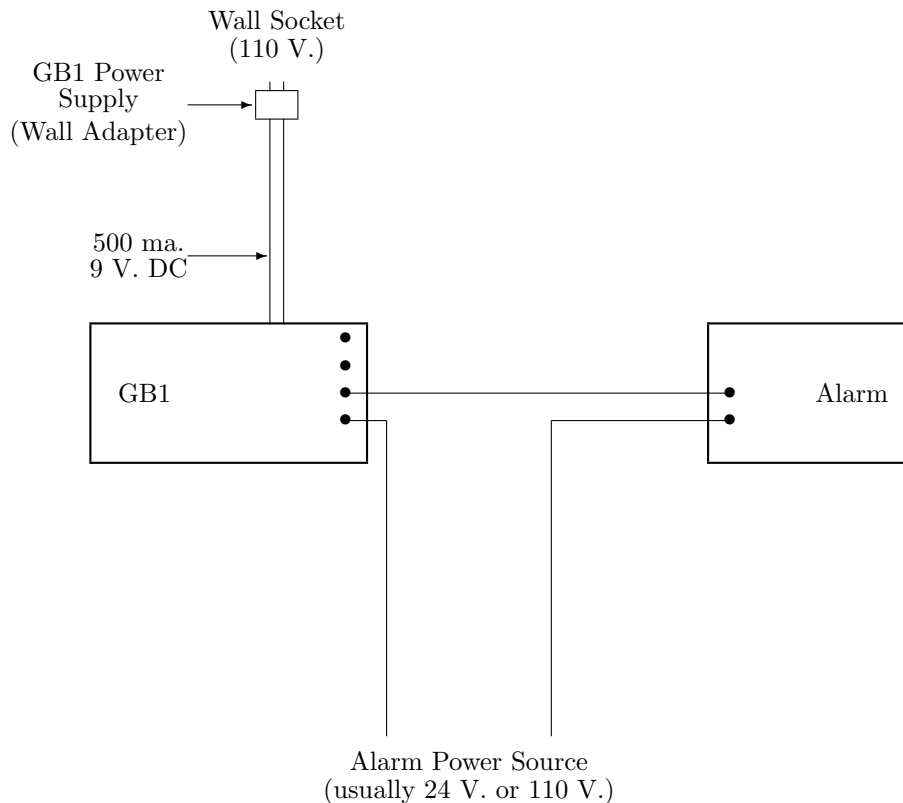 Wall Socket
(110 V.)
GB1 Power
Supply
(Wall Adapter)
500 ma.
9 V. DC
GB1
Alarm
Alarm Power Source
(usually 24 V. or 110 V.)